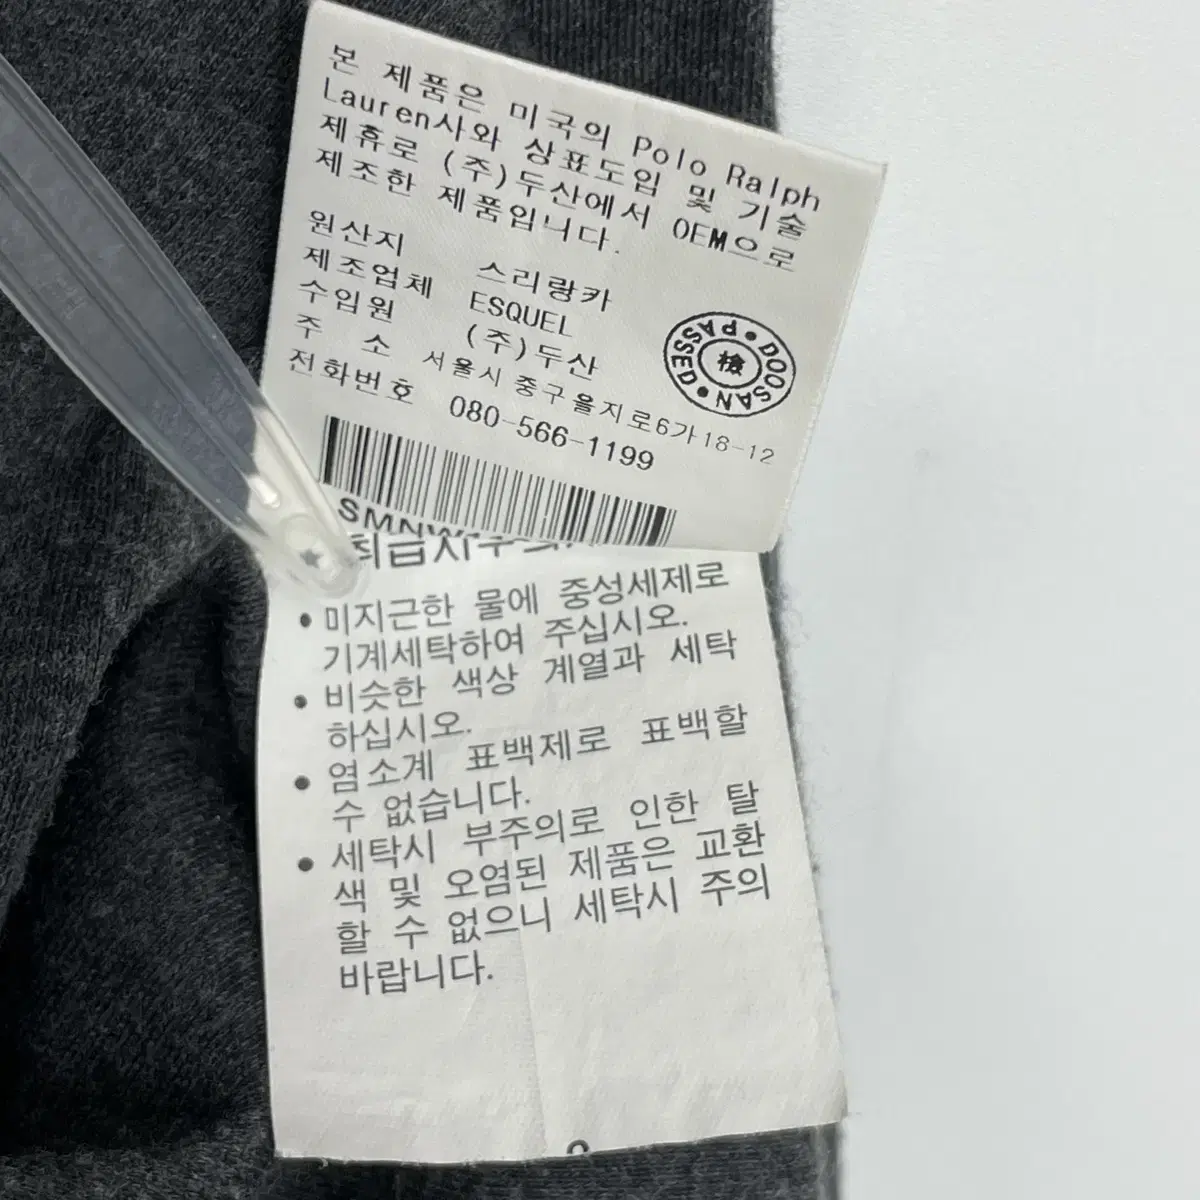 본 제품은 미국의 Polo Ralph
Lauren사와 상표도입 및 기술
제휴로 (주)두산에서 OEM으로
제조한 제품입니다.
원산지 스리랑카
제조업체 ESQUEL
수입원 (주)두산
주 소 서울시 중구 을지로6가18-12
전화번호 080-566-1199
DOOSAN • PASSED •
檢
• 미지근한 물에 중성세제로
기계세탁하여 주십시오.
• 비슷한 색상 계열과 세탁
하십시오.
• 염소계 표백제로 표백할
수 없습니다.
• 세탁시 부주의로 인한 탈
색 및 오염된 제품은 교환
할 수 없으니 세탁시 주의
바랍니다.